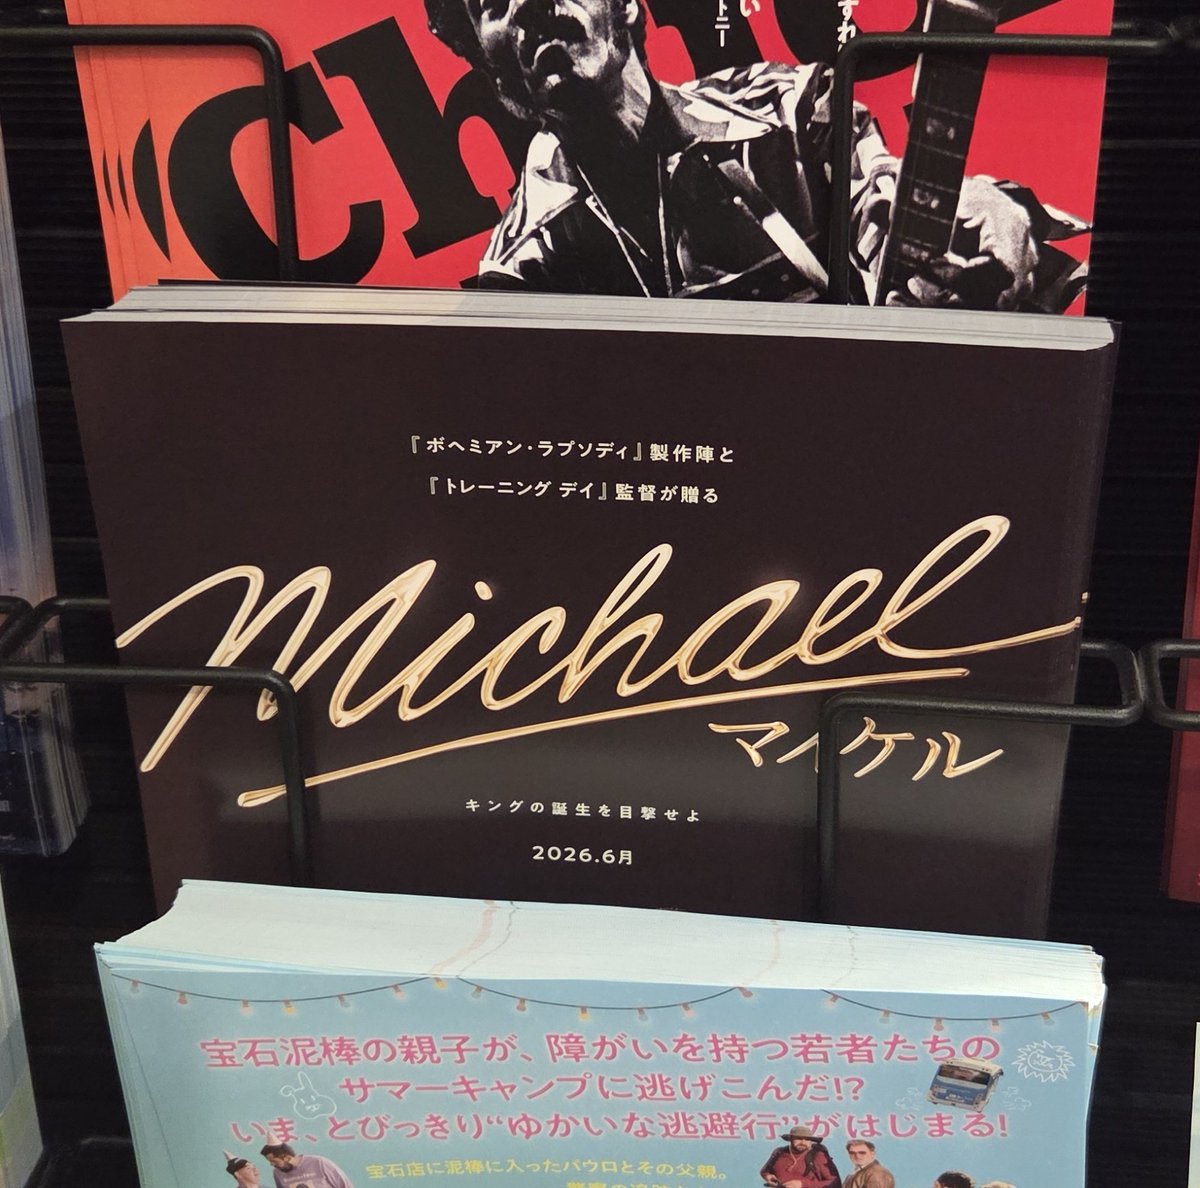 い
トニー
すれ
『ボヘミアン・ラプソディ』製作陣と
『トレーニング デイ』監督が贈る
Michael
マイケル
キングの誕生を目撃せよ
2026.6月
宝石泥棒の親子が、障がいを持つ若者たちの
サマーキャンプに逃げこんだ!?
いま、とびっきり“ゆかいな逃避行”がはじまる!
宝石店に泥棒に入ったパウロとその父親。